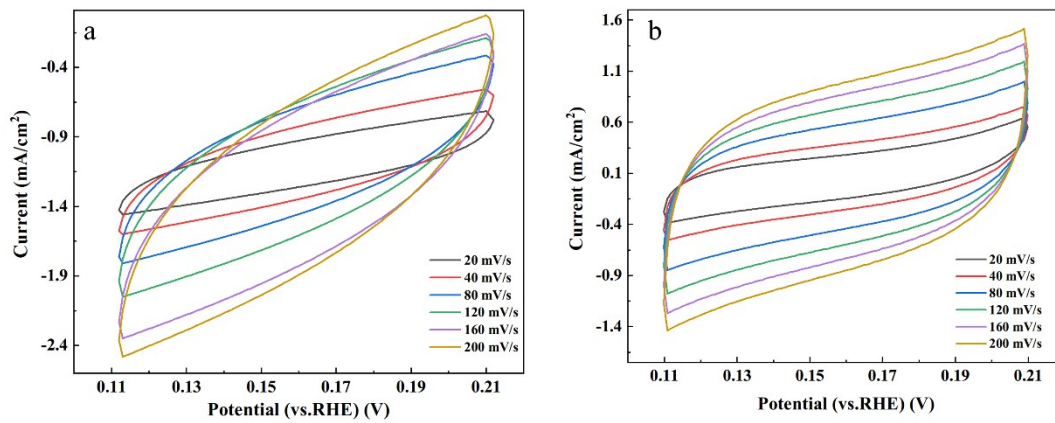 a
Current (mA/cm²)
-0.4
-0.9
-1.4
-1.9
-2.4
20 mV/s
40 mV/s
80 mV/s
120 mV/s
160 mV/s
200 mV/s
0.11 0.13 0.15 0.17 0.19 0.21
Potential (vs.RHE) (V)
b
Current (mA/cm²)
1.6
1.1
0.6
0.1
-0.4
-0.9
-1.4
20 mV/s
40 mV/s
80 mV/s
120 mV/s
160 mV/s
200 mV/s
0.11 0.13 0.15 0.17 0.19 0.21
Potential (vs.RHE) (V)